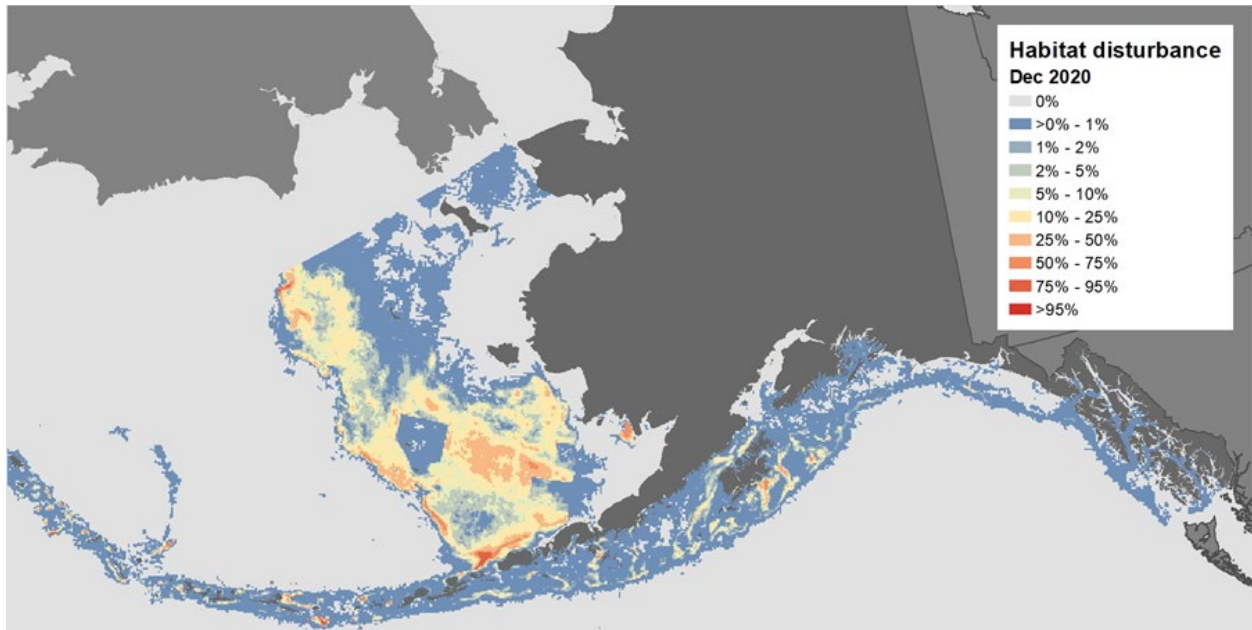 Habitat disturbance
Dec 2020
0%
>0% - 1%
1% - 2%
2% - 5%
5% - 10%
10% - 25%
25% - 50%
50% - 75%
75% - 95%
>95%